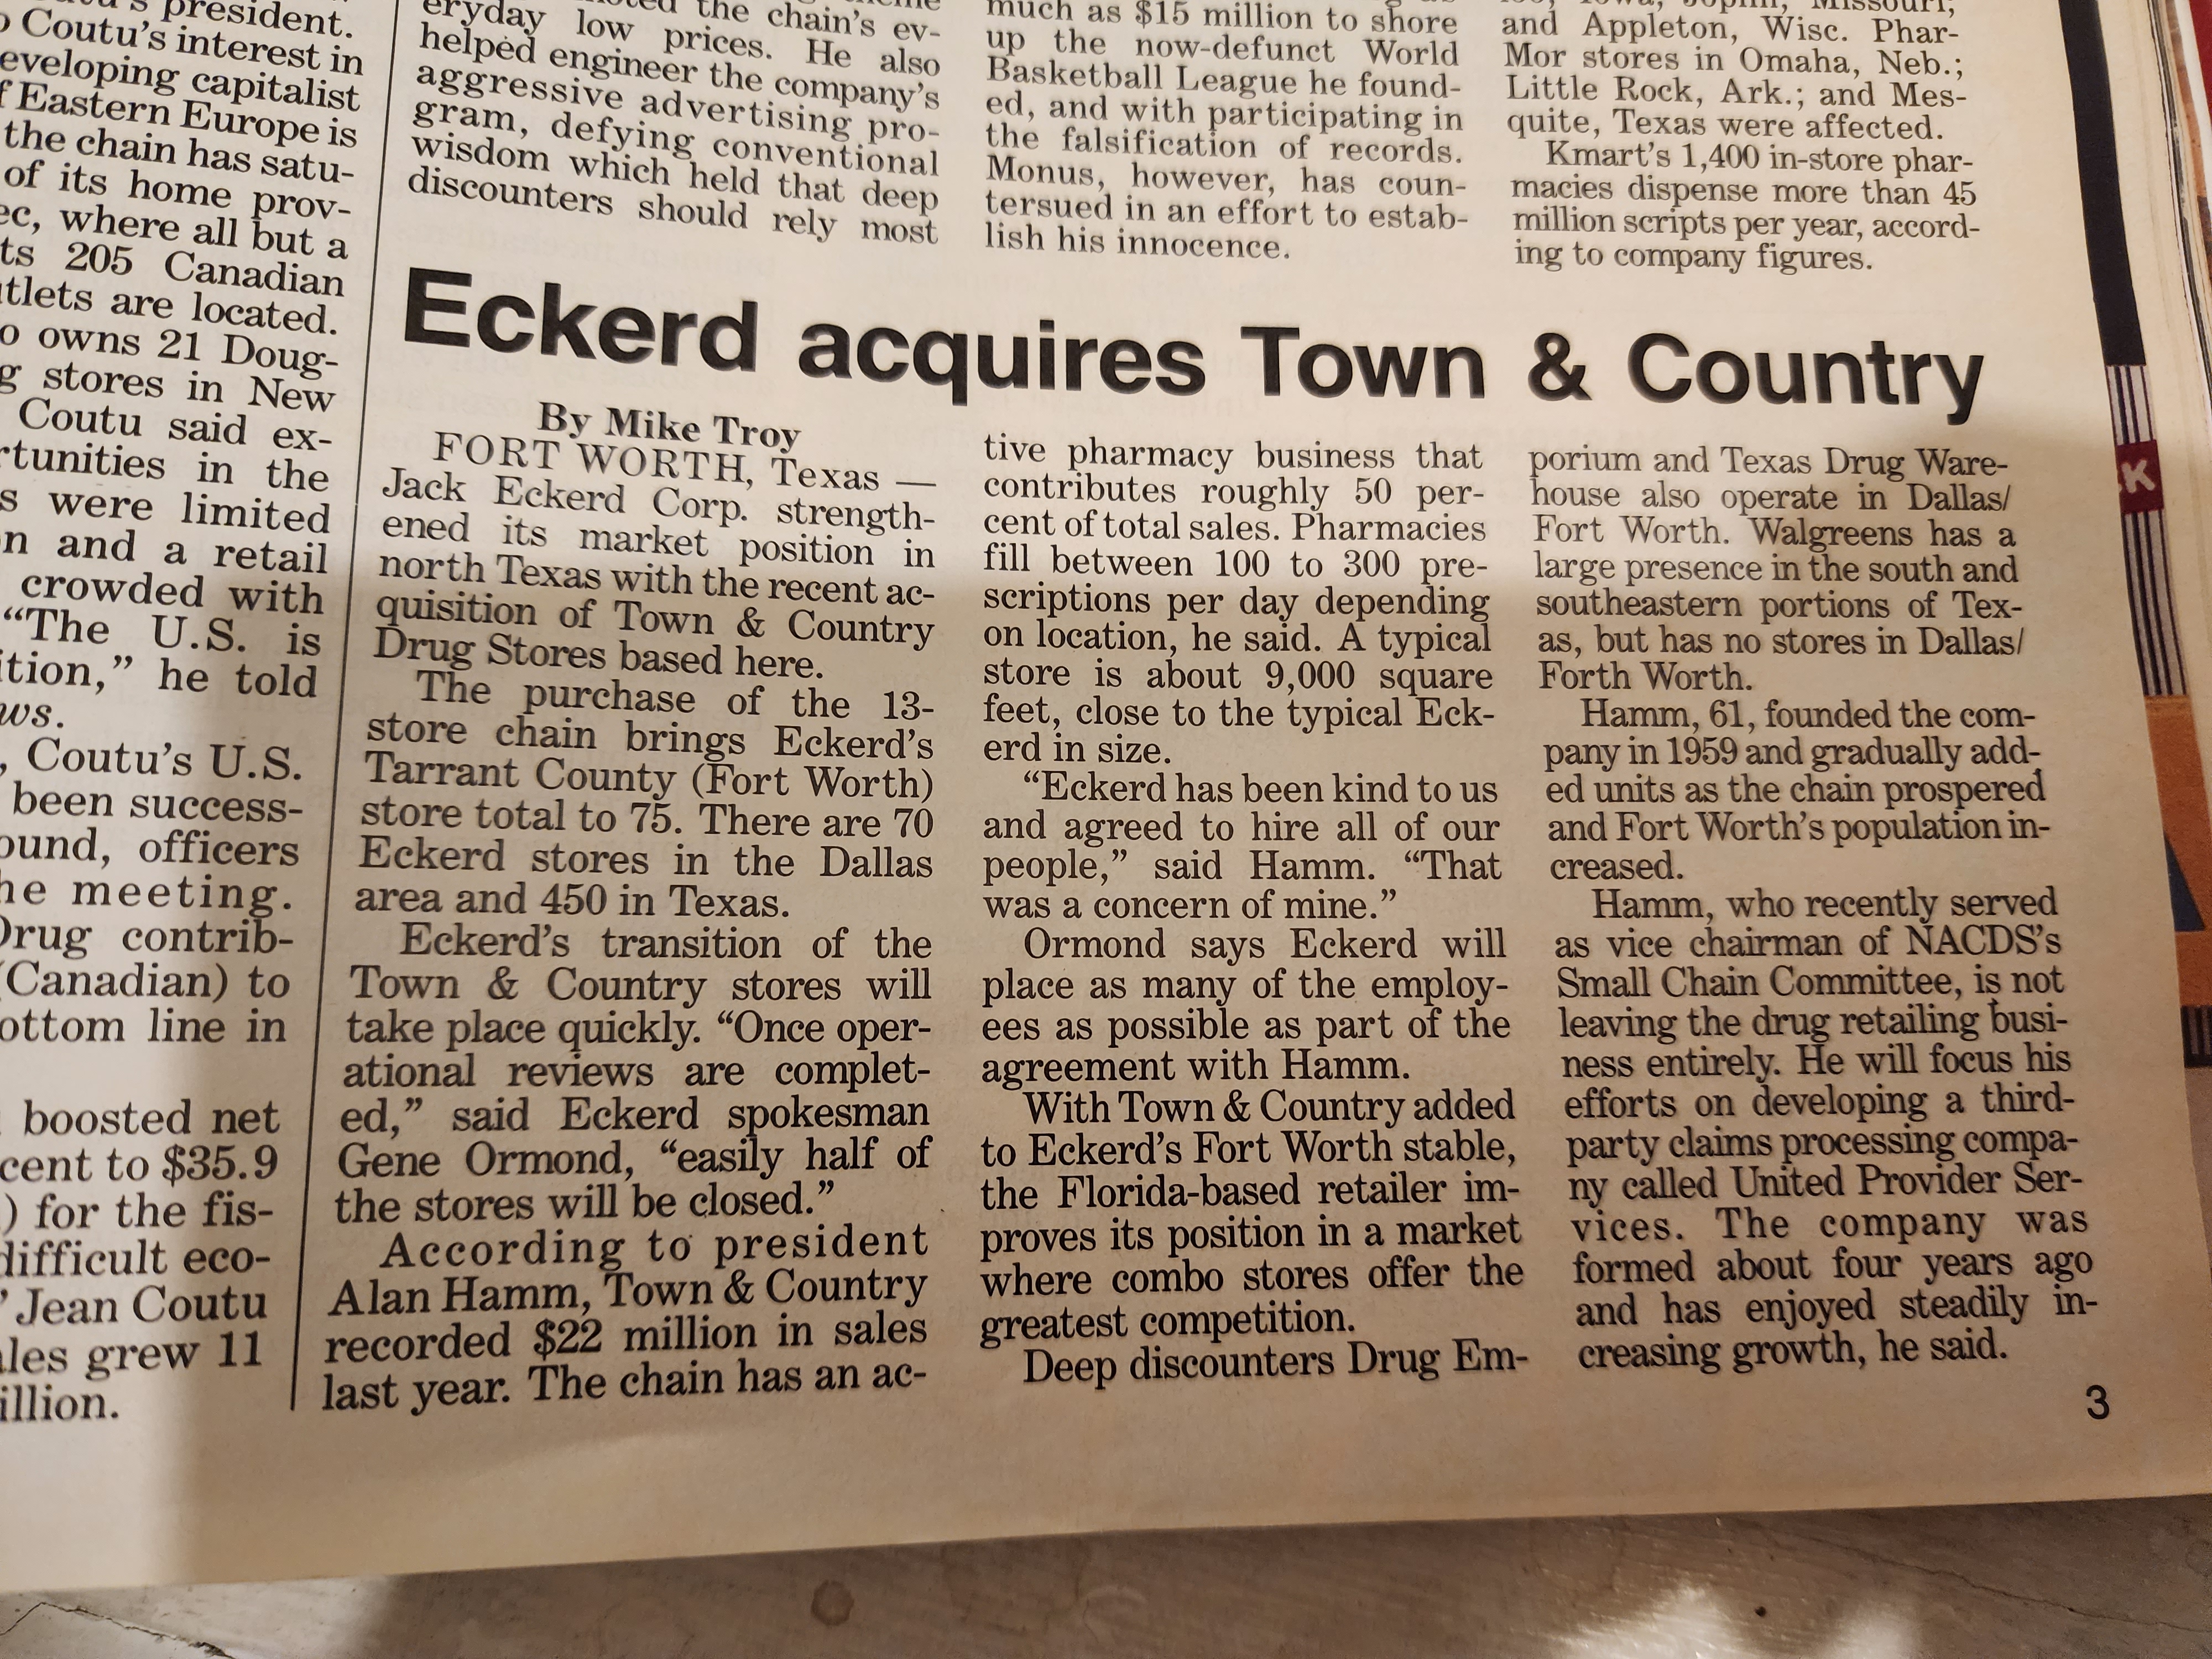 president.
Coutu's interest in
eveloping capitalist
f Eastern Europe is
the chain has satu-
of its home prov-
ec, where all but a
ts 205 Canadian
tlets are located.
o owns 21 Doug-
g stores in New
Coutu said ex-
rtunities in the
s were limited
n and a retail
crowded with
“The U.S. is
ition,” he told
ws.
, Coutu's U.S.
been success-
ound, officers
he meeting.
Drug contrib-
(Canadian) to
ottom line in
boosted net
cent to $35.9
) for the fis-
difficult eco-
Jean Coutu
ales grew 11
illion.
the chain's ev-
eryday low prices. He also
helped engineer the company's
aggressive advertising pro-
gram, defying conventional
wisdom which held that deep
discounters should rely most
much as $15 million to shore
up the now-defunct World
Basketball League he found-
ed, and with participating in
the falsification of records.
Monus, however, has coun-
tersued in an effort to estab-
lish his innocence.
Iowa; Joplin, Missouri;
and Appleton, Wisc. Phar-
Mor stores in Omaha, Neb.;
Little Rock, Ark.; and Mes-
quite, Texas were affected.
Kmart's 1,400 in-store phar-
macies dispense more than 45
million scripts per year, accord-
ing to company figures.
Eckerd acquires Town & Country
By Mike Troy
FORT WORTH, Texas —
Jack Eckerd Corp. strength-
ened its market position in
north Texas with the recent ac-
quisition of Town & Country
Drug Stores based here.
The purchase of the 13-
store chain brings Eckerd's
Tarrant County (Fort Worth)
store total to 75. There are 70
Eckerd stores in the Dallas
area and 450 in Texas.
Eckerd's transition of the
Town & Country stores will
take place quickly. “Once oper-
ational reviews are complet-
ed,” said Eckerd spokesman
Gene Ormond, “easily half of
the stores will be closed.”
According to president
Alan Hamm, Town & Country
recorded $22 million in sales
last year. The chain has an ac-
tive pharmacy business that
contributes roughly 50 per-
cent of total sales. Pharmacies
fill between 100 to 300 pre-
scriptions per day depending
on location, he said. A typical
store is about 9,000 square
feet, close to the typical Eck-
erd in size.
“Eckerd has been kind to us
and agreed to hire all of our
people,” said Hamm. “That
was a concern of mine.”
Ormond says Eckerd will
place as many of the employ-
ees as possible as part of the
agreement with Hamm.
With Town & Country added
to Eckerd's Fort Worth stable,
the Florida-based retailer im-
proves its position in a market
where combo stores offer the
greatest competition.
Deep discounters Drug Em-
porium and Texas Drug Ware-
house also operate in Dallas/
Fort Worth. Walgreens has a
large presence in the south and
southeastern portions of Tex-
as, but has no stores in Dallas/
Forth Worth.
Hamm, 61, founded the com-
pany in 1959 and gradually add-
ed units as the chain prospered
and Fort Worth's population in-
creased.
Hamm, who recently served
as vice chairman of NACDS's
Small Chain Committee, is not
leaving the drug retailing busi-
ness entirely. He will focus his
efforts on developing a third-
party claims processing compa-
ny called United Provider Ser-
vices. The company was
formed about four years ago
and has enjoyed steadily in-
creasing growth, he said.
3